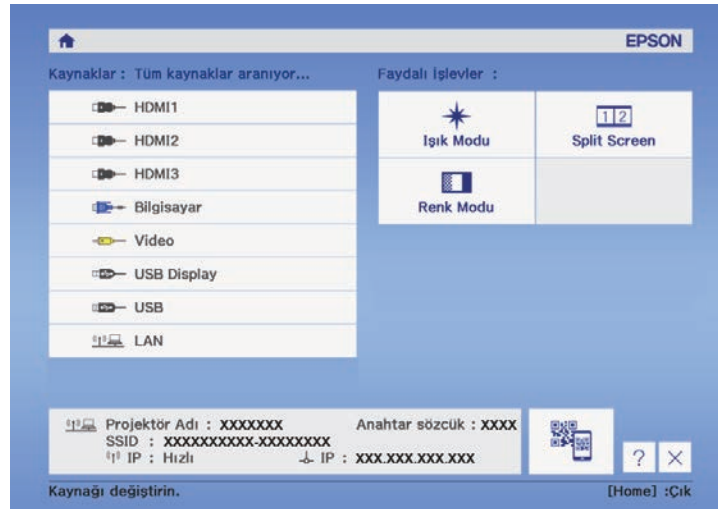 EPSON
Kaynaklar : Tüm kaynaklar aranıyor...
HDMI1
HDMI2
HDMI3
Bilgisayar
Video
USB Display
USB
LAN
Faydalı İşlevler :
Işık Modu
1 2
Split Screen
Renk Modu
Projektör Adı : XXXXXXX Anahtar sözcük : XXXX
SSID : XXXXXXXXXX-XXXXXXXX
IP : Hızlı IP : XXX.XXX.XXX.XXX
?
Kaynağı değiştirin. [Home] :Çık